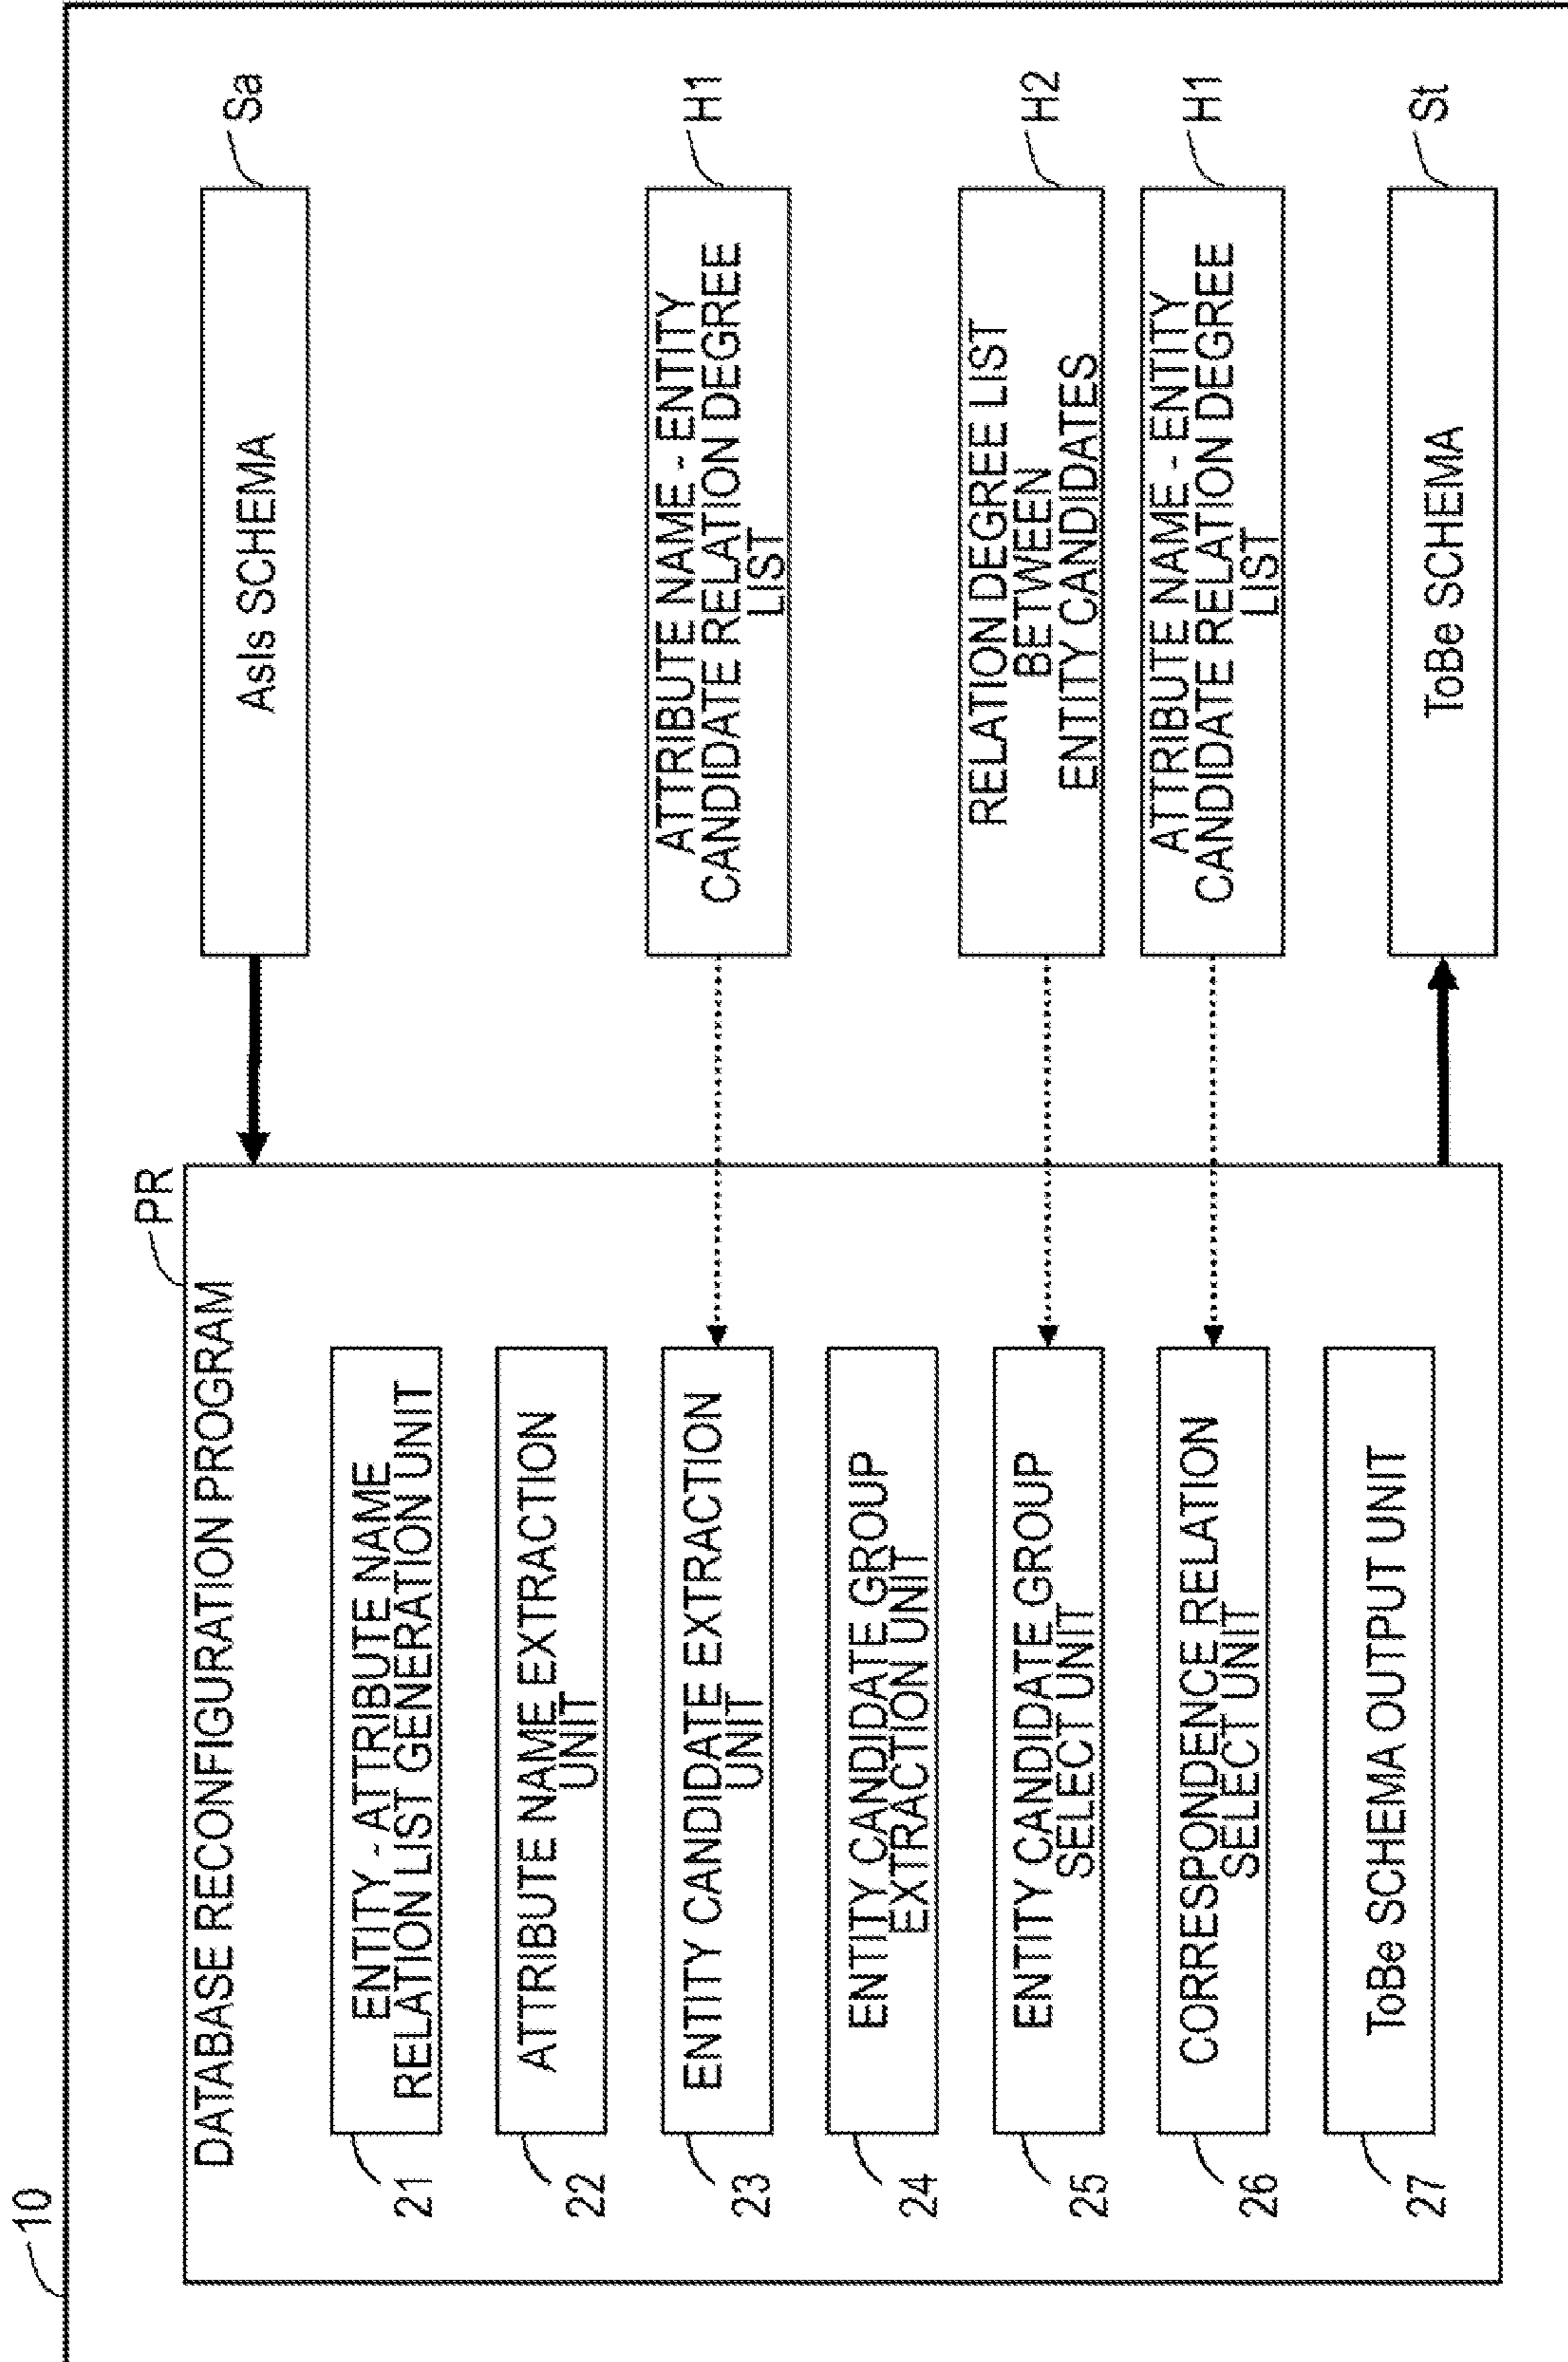 10
PR
DATABASE RECONFIGURATION PROGRAM
21
ENTITY - ATTRIBUTE NAME
RELATION LIST GENERATION UNIT
22
ATTRIBUTE NAME EXTRACTION
UNIT
23
ENTITY CANDIDATE EXTRACTION
UNIT
24
ENTITY CANDIDATE GROUP
EXTRACTION UNIT
25
ENTITY CANDIDATE GROUP
SELECT UNIT
26
CORRESPONDENCE RELATION
SELECT UNIT
27
ToBe SCHEMA OUTPUT UNIT
AsIs SCHEMA
Sa
ATTRIBUTE NAME - ENTITY
CANDIDATE RELATION DEGREE
LIST
H1
RELATION DEGREE LIST
BETWEEN
ENTITY CANDIDATES
H2
ATTRIBUTE NAME - ENTITY
CANDIDATE RELATION DEGREE
LIST
H1
ToBe SCHEMA
St